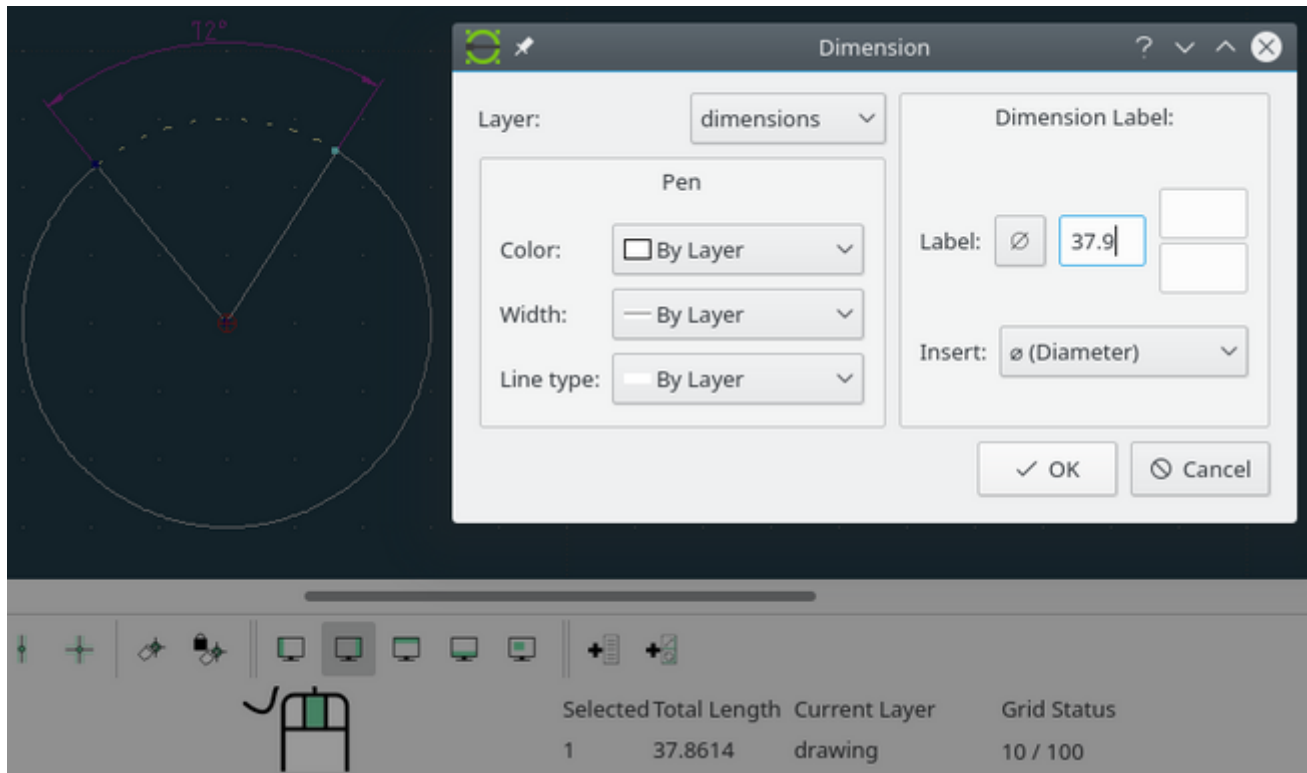 72°
Dimension
?
Layer: dimensions
Pen
Color: By Layer
Width: By Layer
Line type: By Layer
Dimension Label:
Label: ∅ 37.9
Insert: ⌀ (Diameter)
OK Cancel
Selected Total Length Current Layer Grid Status
1 37.8614 drawing 10 / 100